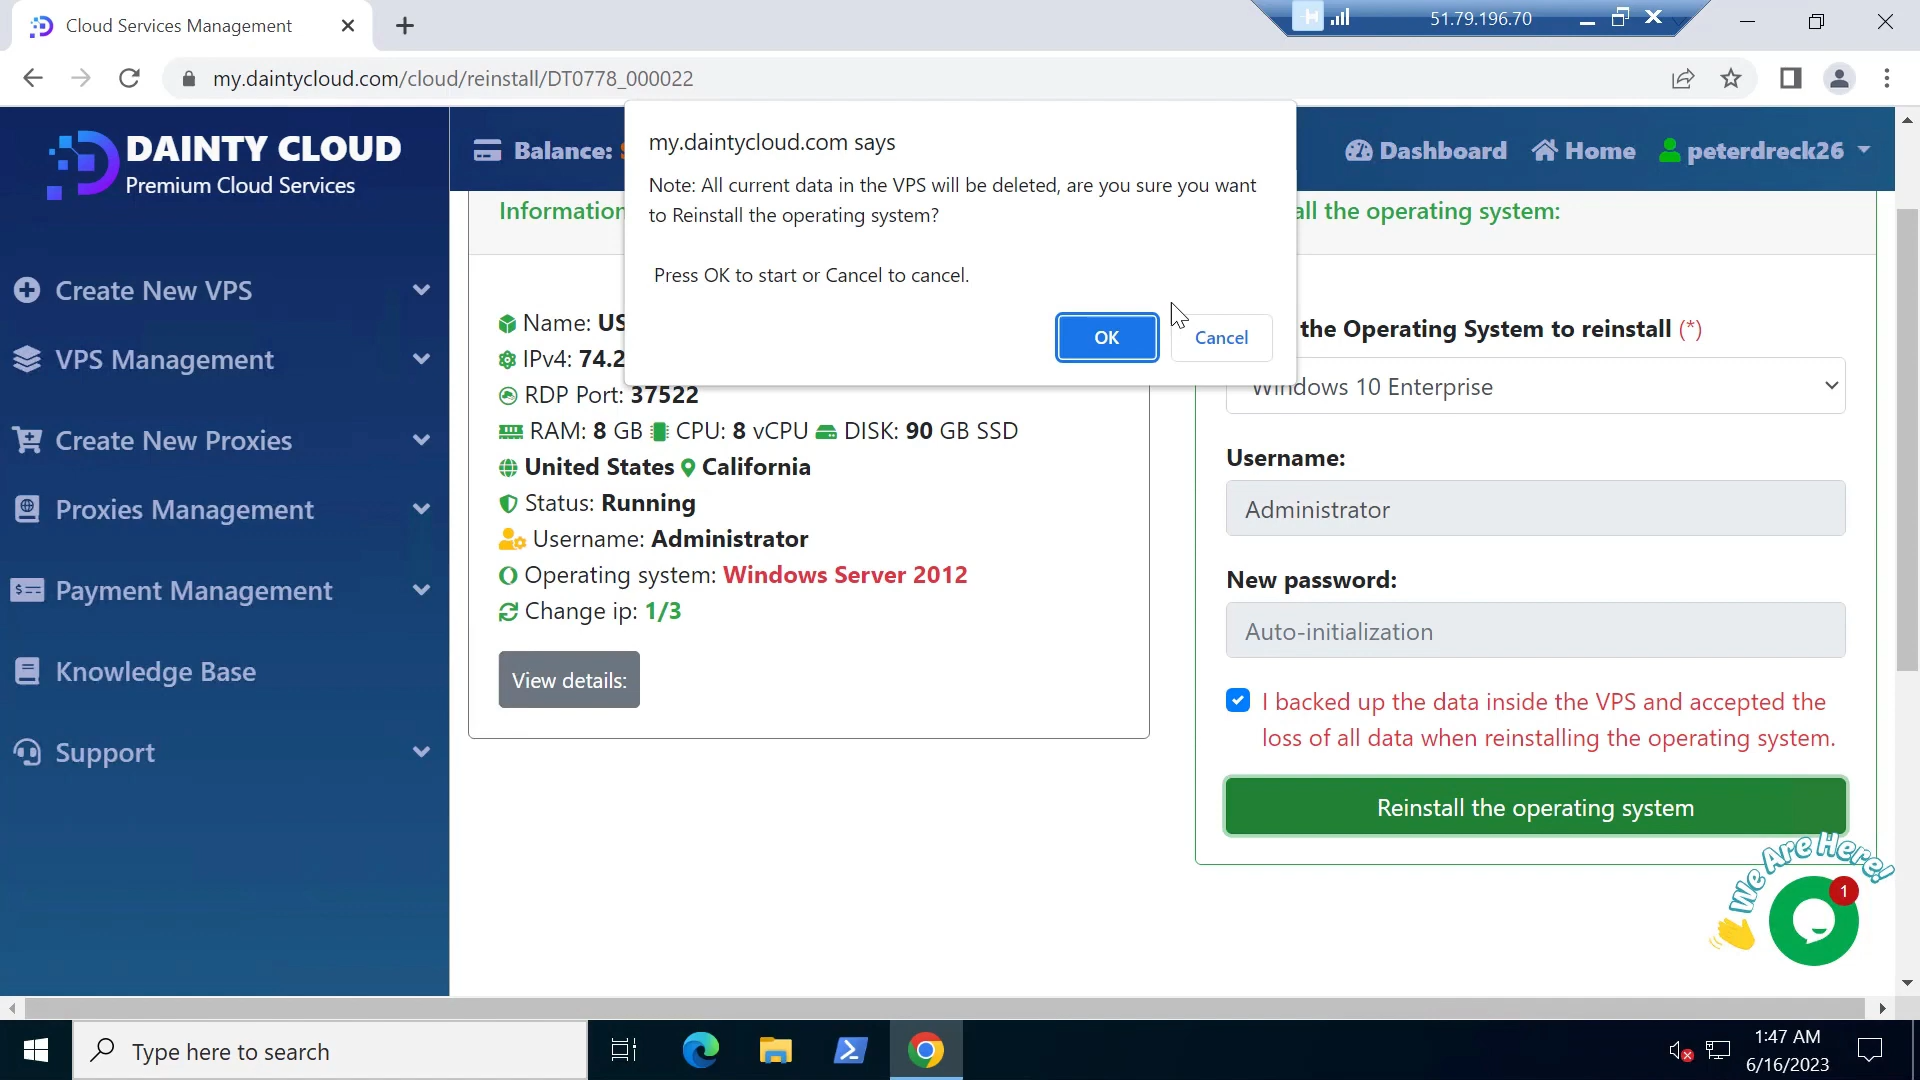 Cloud Services Management
51.79.196.70
my.daintycloud.com/cloud/reinstall/DT0778_000022
DAINTY CLOUD
Premium Cloud Services
Create New VPS
VPS Management
Create New Proxies
Proxies Management
Payment Management
Knowledge Base
Support
Balance:
Dashboard
Home
peterdreck26
my.daintycloud.com says
Note: All current data in the VPS will be deleted, are you sure you want
to Reinstall the operating system?
Press OK to start or Cancel to cancel.
OK
Cancel
Information
Name: US
IPv4: 74.2
RDP Port: 37522
RAM: 8 GB CPU: 8 vCPU DISK: 90 GB SSD
United States California
Status: Running
Username: Administrator
Operating system: Windows Server 2012
Change ip: 1/3
View details:
all the operating system:
the Operating System to reinstall (*)
Windows 10 Enterprise
Username:
Administrator
New password:
Auto-initialization
I backed up the data inside the VPS and accepted the
loss of all data when reinstalling the operating system.
Reinstall the operating system
We Are Here!
1
Type here to search
1:47 AM
6/16/2023